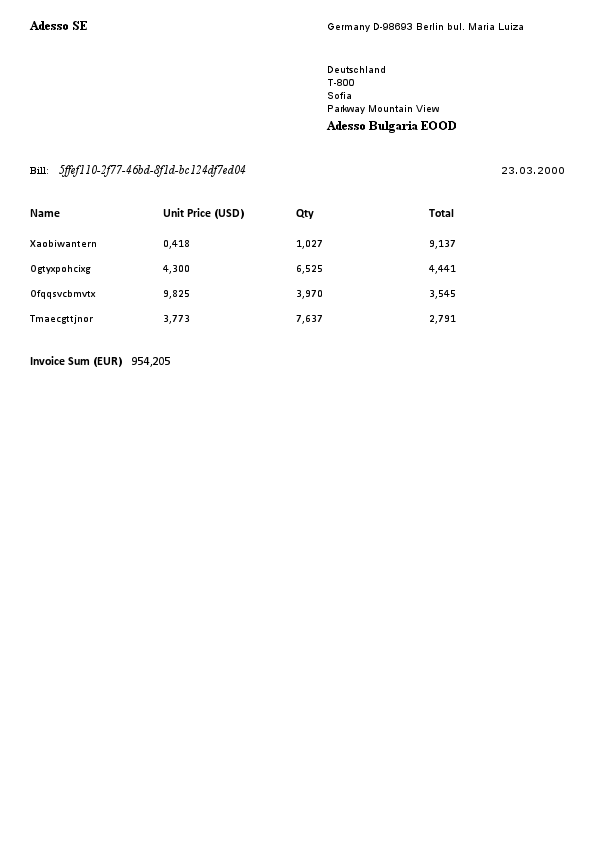 Adesso SE
Germany D-98693 Berlin bul. Maria Luiza
Deutschland
T-800
Sofia
Parkway Mountain View
Adesso Bulgaria EOOD
Bill: 5ffef110-2f77-46bd-8f1d-bc124df7ed04 23.03.2000
Name Unit Price (USD) Qty Total
Xaobiwantern 0,418 1,027 9,137
Ogtyxpohcixg 4,300 6,525 4,441
Ofqqsvcbmvtx 9,825 3,970 3,545
Tmaecgttjnor 3,773 7,637 2,791
Invoice Sum (EUR) 954,205